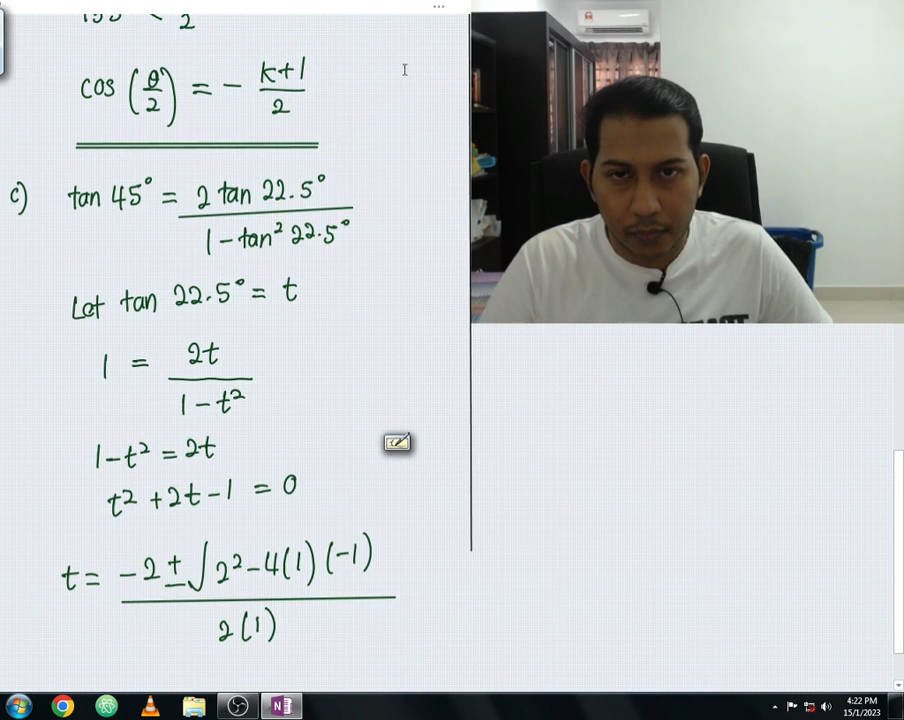 cos (θ/2) = - k+1/2
c) tan 45° = 2 tan 22.5° / 1 - tan² 22.5°
Let tan 22.5° = t
1 = 2t / 1 - t²
1 - t² = 2t
t² + 2t - 1 = 0
t = -2 ± √2² - 4(1)(-1) / 2(1)
4:22 PM
15/1/2023